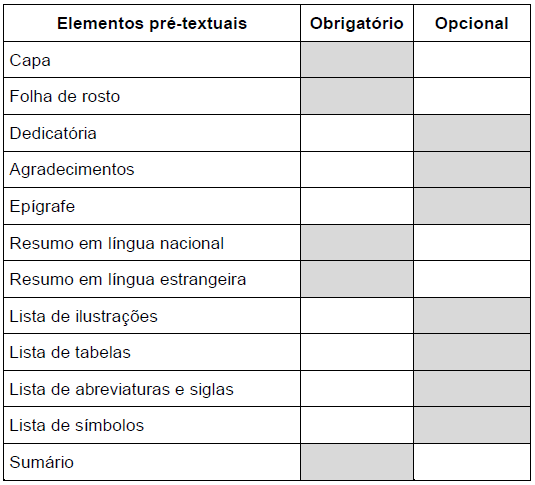 Elementos pré-textuais Obrigatório Opcional
Capa
Folha de rosto
Dedicatória
Agradecimentos
Epígrafe
Resumo em língua nacional
Resumo em língua estrangeira
Lista de ilustrações
Lista de tabelas
Lista de abreviaturas e siglas
Lista de símbolos
Sumário